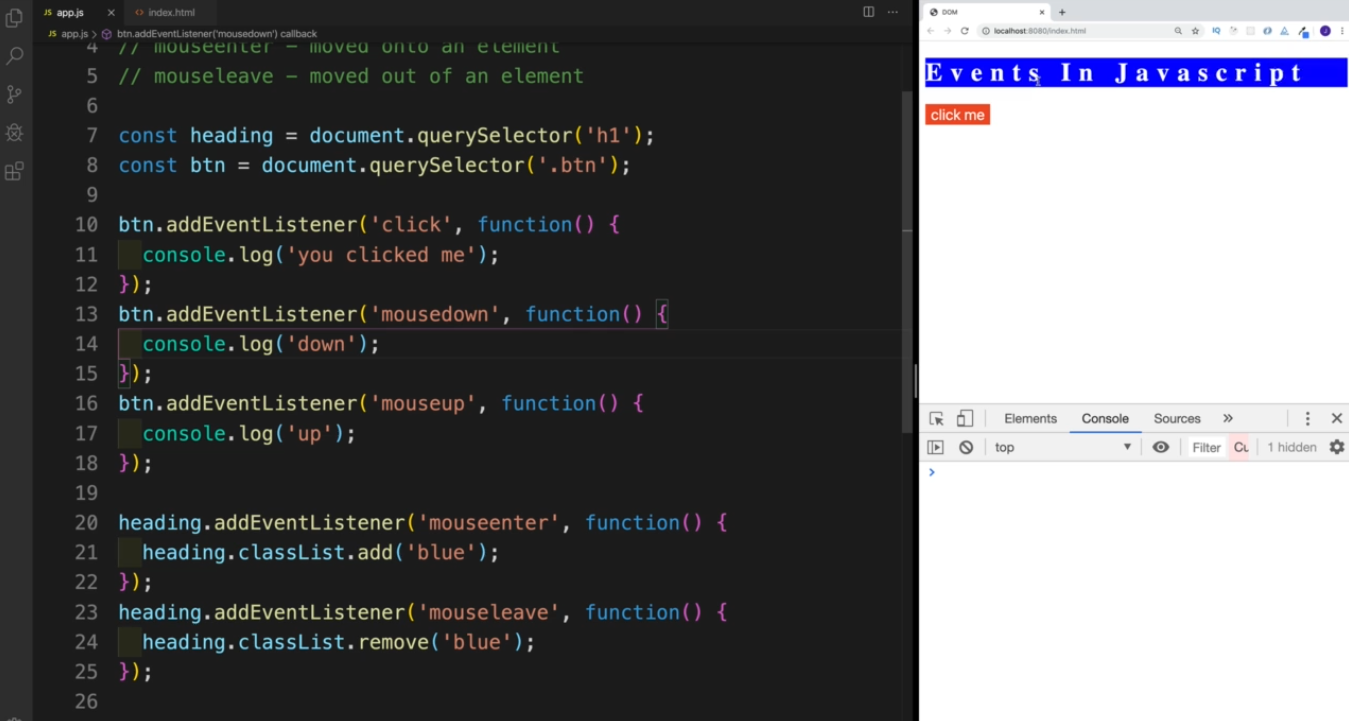 app.js
index.html
app.js > btn.addEventListener('mousedown') callback
4 // mouseenter - moved onto an element
5 // mouseleave - moved out of an element
6
7 const heading = document.querySelector('h1');
8 const btn = document.querySelector('.btn');
9
10 btn.addEventListener('click', function() {
11 console.log('you clicked me');
12 });
13 btn.addEventListener('mousedown', function() {
14 console.log('down');
15 });
16 btn.addEventListener('mouseup', function() {
17 console.log('up');
18 });
19
20 heading.addEventListener('mouseenter', function() {
21 heading.classList.add('blue');
22 });
23 heading.addEventListener('mouseleave', function() {
24 heading.classList.remove('blue');
25 });
26
DOM
localhost:8080/index.html
Events In Javascript
click me
Elements Console Sources
top Filter 1 hidden